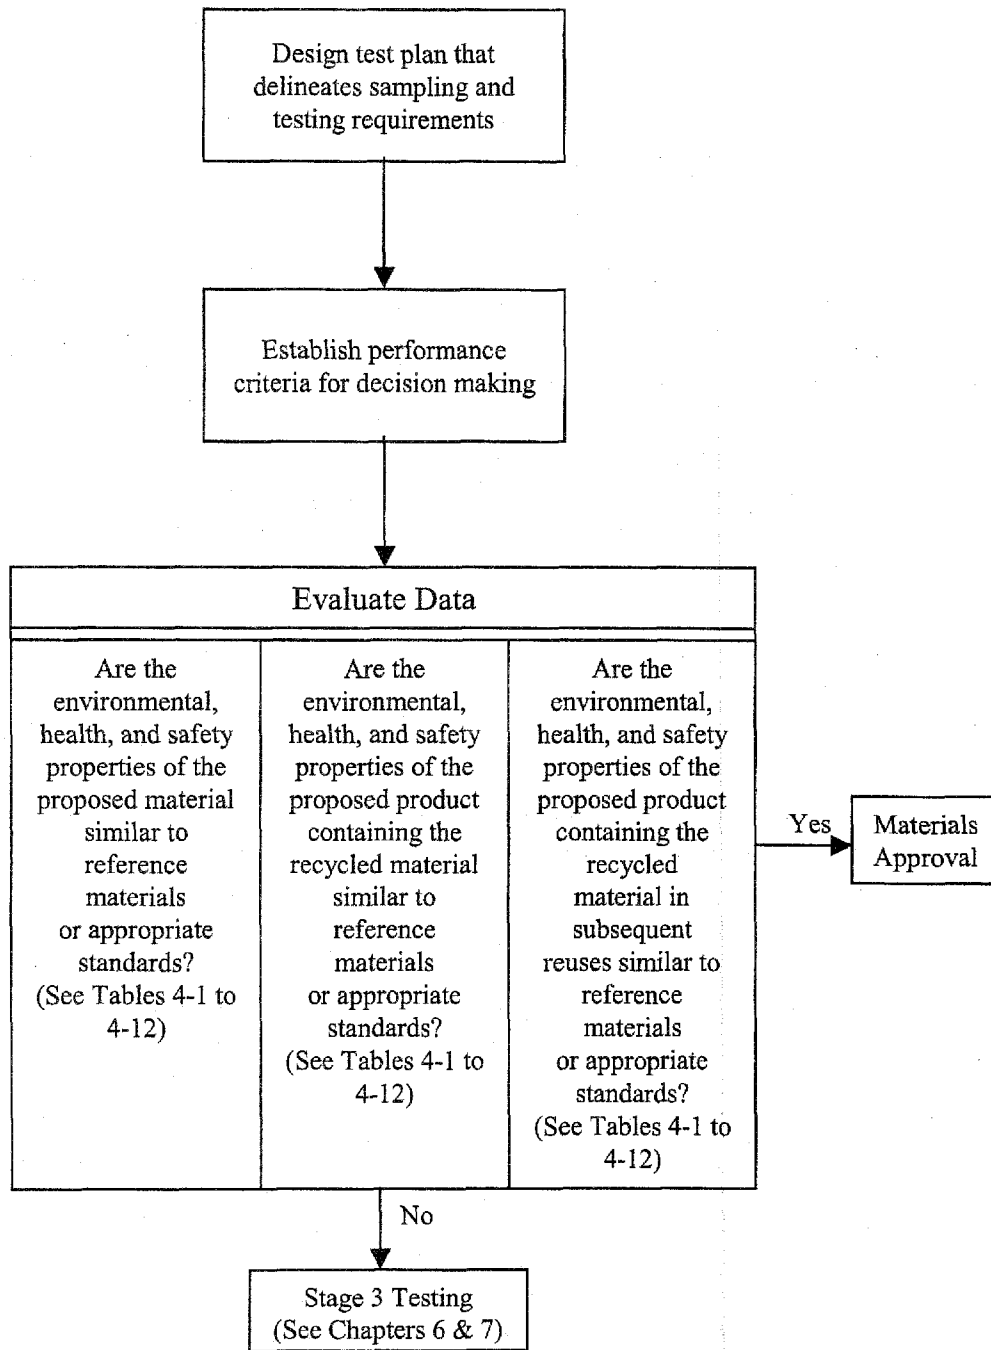 Design test plan that
delineates sampling and
testing requirements
Establish performance
criteria for decision making
Evaluate Data
Are the
environmental,
health, and safety
properties of the
proposed material
similar to
reference
materials
or appropriate
standards?
(See Tables 4-1 to
4-12)
Are the
environmental,
health, and safety
properties of the
proposed product
containing the
recycled material
similar to
reference
materials
or appropriate
standards?
(See Tables 4-1 to
4-12)
Are the
environmental,
health, and safety
properties of the
proposed product
containing the
recycled
material in
subsequent
reuses similar to
reference
materials
or appropriate
standards?
(See Tables 4-1 to
4-12)
Yes
Materials
Approval
No
Stage 3 Testing
(See Chapters 6 & 7)